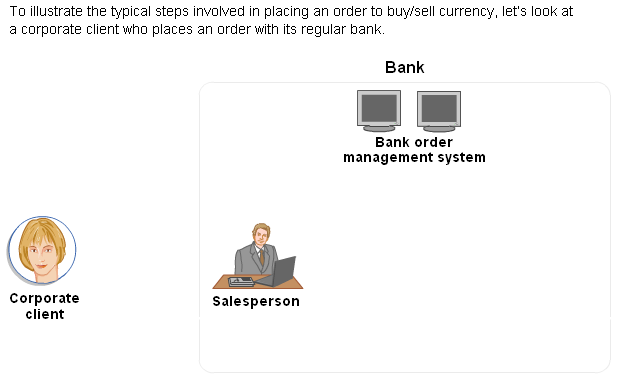 To illustrate the typical steps involved in placing an order to buy/sell currency, let's look at
a corporate client who places an order with its regular bank.
Bank
Bank order
management system
Corporate
client
Salesperson